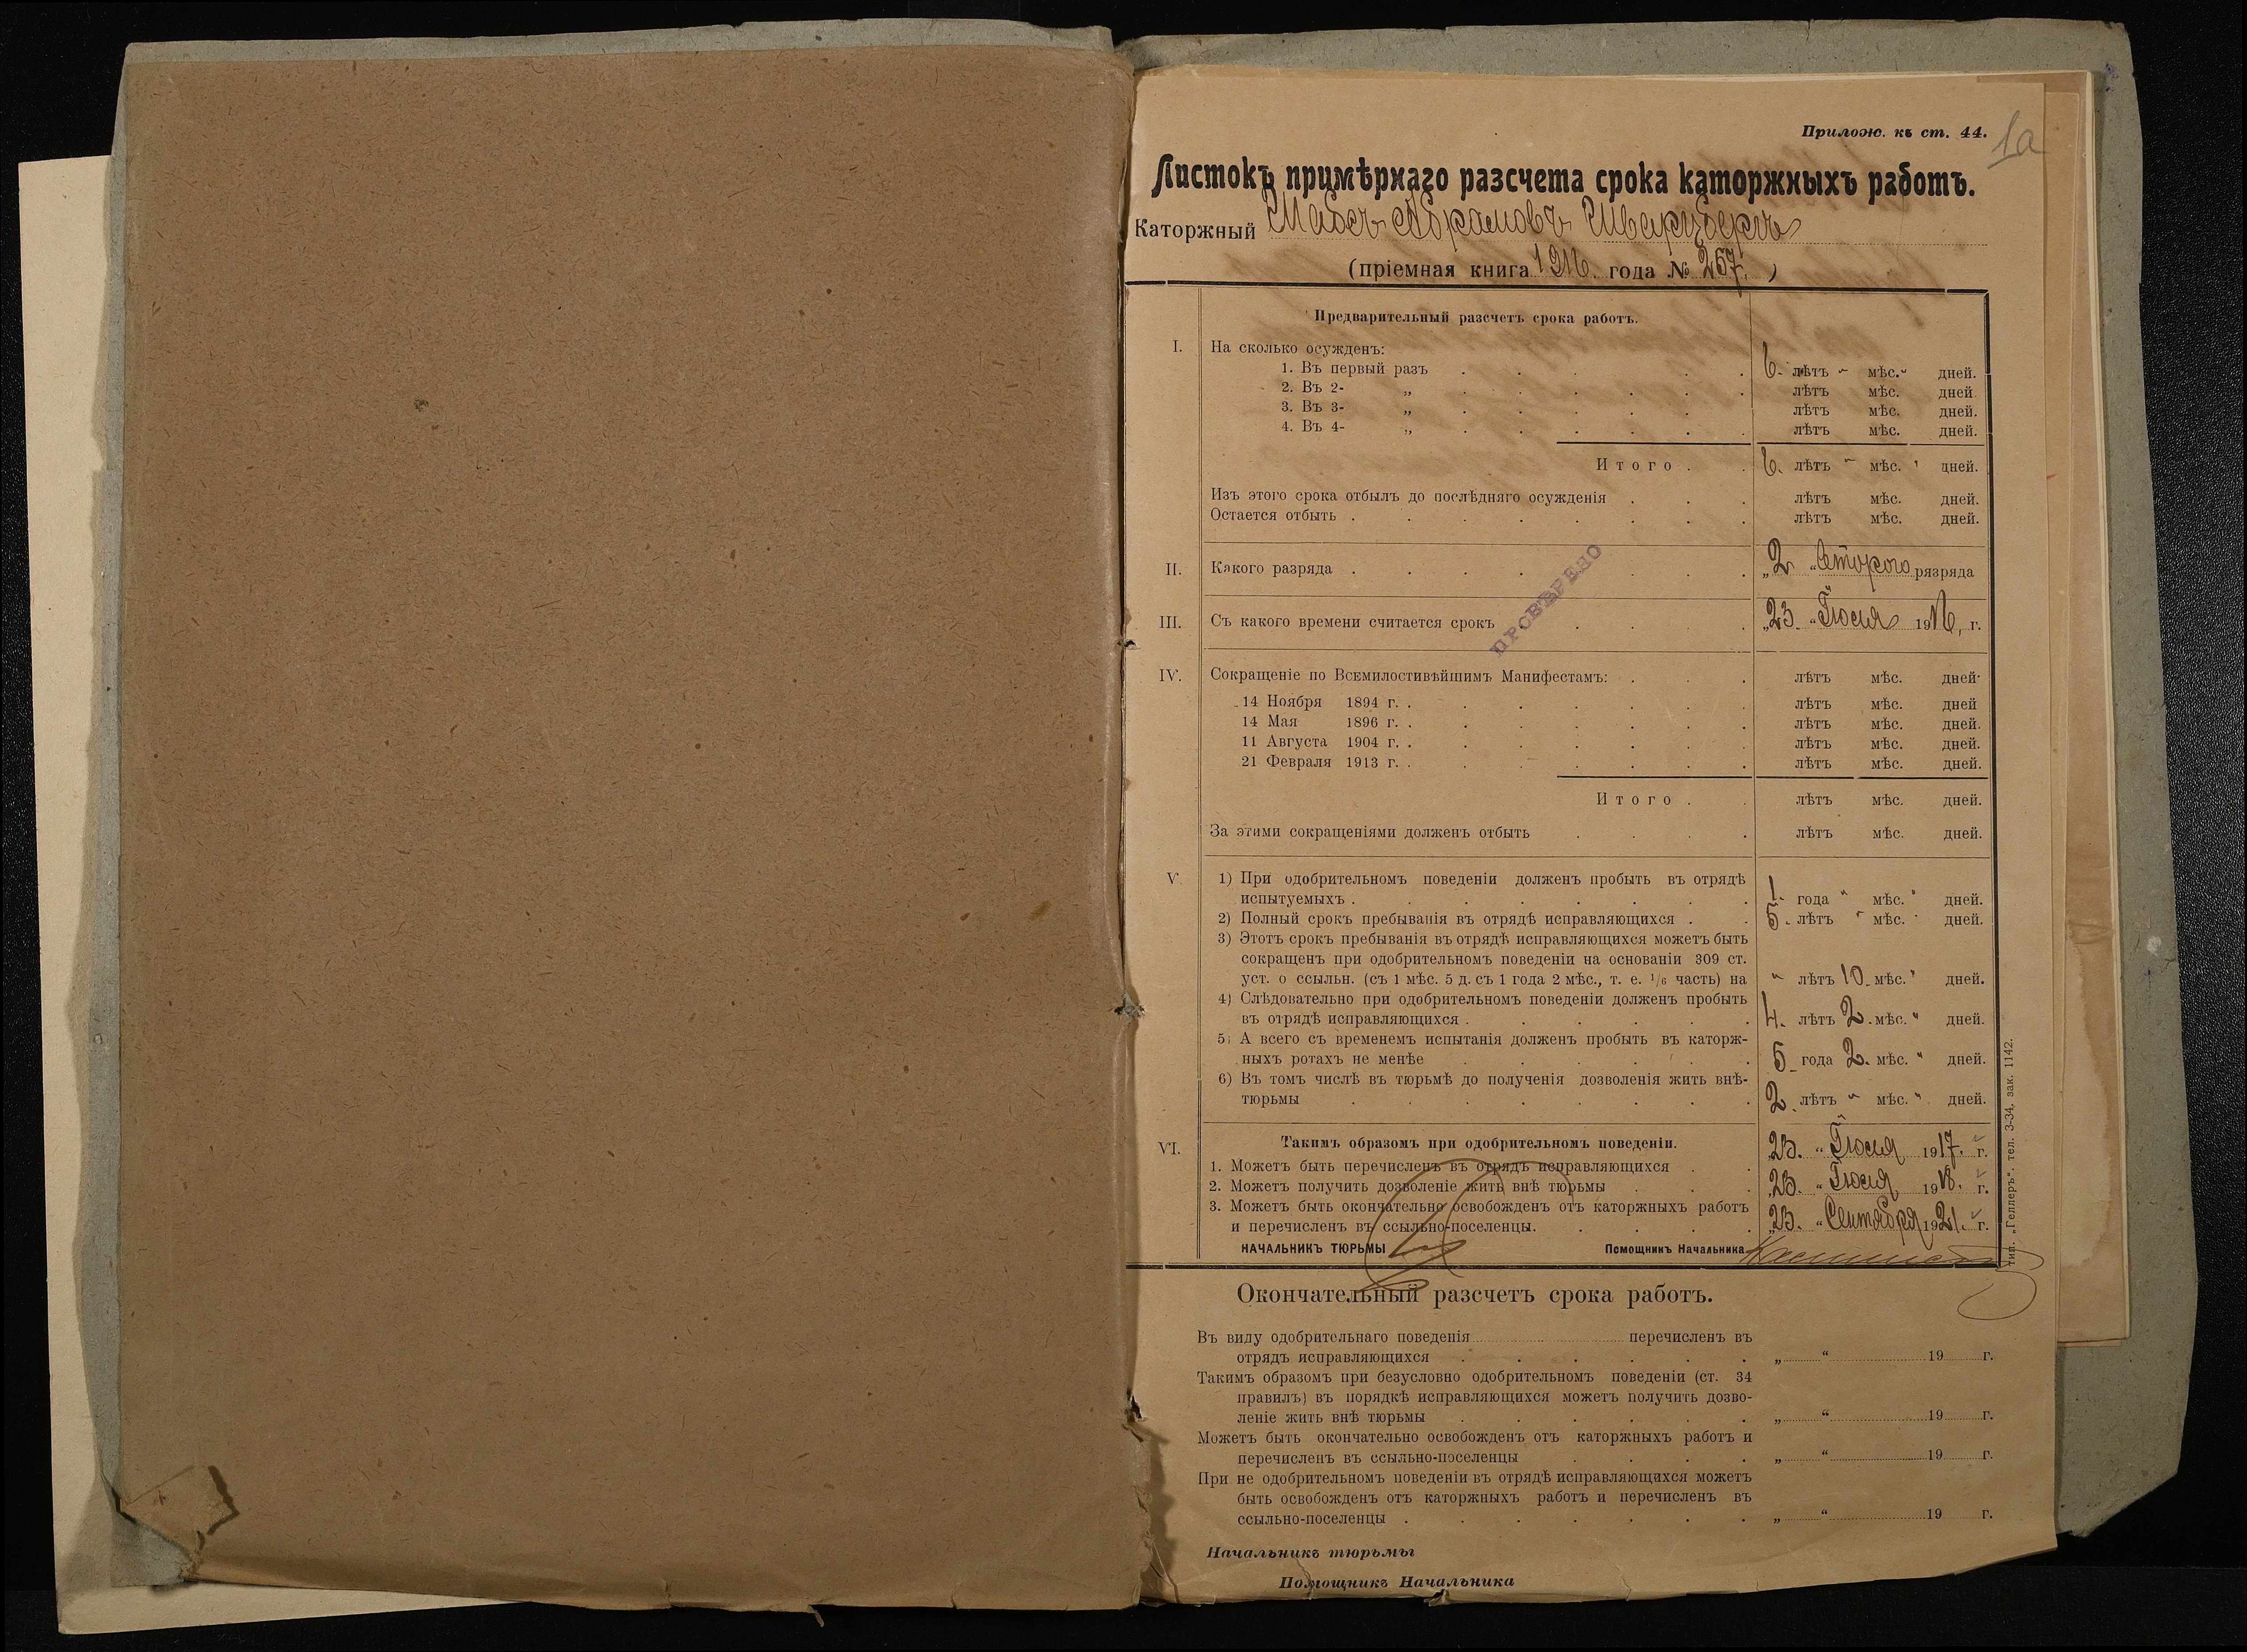 Прилож. къ ст. 44.
1а
Листокъ примѣрнаго разсчета срока каторжныхъ работъ.
Каторжный Абрамовъ Шварцбергъ
(пріемная книга 1916. года № 257. )
Предварительный разсчетъ срока работъ.
I. На сколько осужденъ:
1. Въ первый разъ . . . . . 6. лѣтъ " мѣс. " дней.
2. Въ 2- „ . . . . . . лѣтъ мѣс. дней.
3. Въ 3- „ . . . . . лѣтъ мѣс. дней.
4. Въ 4- „ . . . . . . лѣтъ мѣс. дней.
Итого . . 6. лѣтъ " мѣс. " дней.
Изъ этого срока отбылъ до послѣдняго осужденія . . . лѣтъ мѣс. дней.
Остается отбыть . . . . . . . . лѣтъ мѣс. дней.
II. Какого разряда . . . . . . . „2 “ Второго рязряда
ПРОВѢРЕНО
III. Съ какого времени считается срокъ . . . „23. “ Іюня 1916, г.
IV. Сокращеніе по Всемилостивѣйшимъ Манифестамъ: . . . лѣтъ мѣс. дней.
14 Ноября 1894 г. . . . . . . . лѣтъ мѣс. дней
14 Мая 1896 г. . . . . . . . лѣтъ мѣс. дней.
11 Августа 1904 г. . . . . . . . лѣтъ мѣс. дней.
21 Февраля 1913 г. . . . . . . . лѣтъ мѣс. дней.
Итого . . лѣтъ мѣс. дней.
За этими сокращеніями долженъ отбыть . . . . лѣтъ мѣс. дней.
V. 1) При одобрительномъ поведеніи долженъ пробыть въ отрядѣ
испытуемыхъ . . . . . . . . 1. года " мѣс. " дней.
2) Полный срокъ пребыванія въ отрядѣ исправляющихся . . 5. лѣтъ " мѣс. " дней.
3) Этотъ срокъ пребыванія въ отрядѣ исправляющихся можетъ быть
сокращенъ при одобрительномъ поведеніи на основаніи 309 ст.
уст. о ссыльн. (съ 1 мѣс. 5 д. съ 1 года 2 мѣс., т. е. 1/6 часть) на " лѣтъ 10. мѣс. " дней.
4) Слѣдовательно при одобрительномъ поведеніи долженъ пробыть
въ отрядѣ исправляющихся . . . . . . 4. лѣтъ 2. мѣс. " дней.
5) А всего съ временемъ испытанія долженъ пробыть въ каторж-
ныхъ ротахъ не менѣе . . . . . . 5 года 2. мѣс. " дней.
6) Въ томъ числѣ въ тюрьмѣ до полученія дозволенія жить внѣ-
тюрьмы . . . . . . . . 2. лѣтъ " мѣс. " дней.
VI. Такимъ образомъ при одобрительномъ поведеніи.
1. Можетъ быть перечисленъ въ отрядъ исправляющихся . . „23. “ Іюня 1917. г.
2. Можетъ получить дозволеніе жить внѣ тюрьмы . . . „23. “ Іюня 1918. г.
3. Можетъ быть окончательно освобожденъ отъ каторжныхъ работъ
и перечисленъ въ ссыльно-поселенцы. . . . . „23. “ Сентября 1921. г.
НАЧАЛЬНИКЪ ТЮРЬМЫ Помощникъ Начальника
Тип. „Геллеръ“. тел. 3-34, зак. 1142.
Окончательный разсчетъ срока работъ.
Въ виду одобрительнаго поведенія перечисленъ въ
отрядъ исправляющихся . . . . . . „ “ 19 г.
Такимъ образомъ при безусловно одобрительномъ поведеніи (ст. 34
правилъ) въ порядкѣ исправляющихся можетъ получить дозво-
леніе жить внѣ тюрьмы . . . . . . „ “ 19 г.
Можетъ быть окончательно освобожденъ отъ каторжныхъ работъ и
перечисленъ въ ссыльно-поселенцы . . . . „ “ 19 г.
При не одобрительномъ поведеніи въ отрядѣ исправляющихся можетъ
быть освобожденъ отъ каторжныхъ работъ и перечисленъ въ
ссыльно-поселенцы . . . . . . . „ “ 19 г.
Начальникъ тюрьмы
Помощникъ Начальника